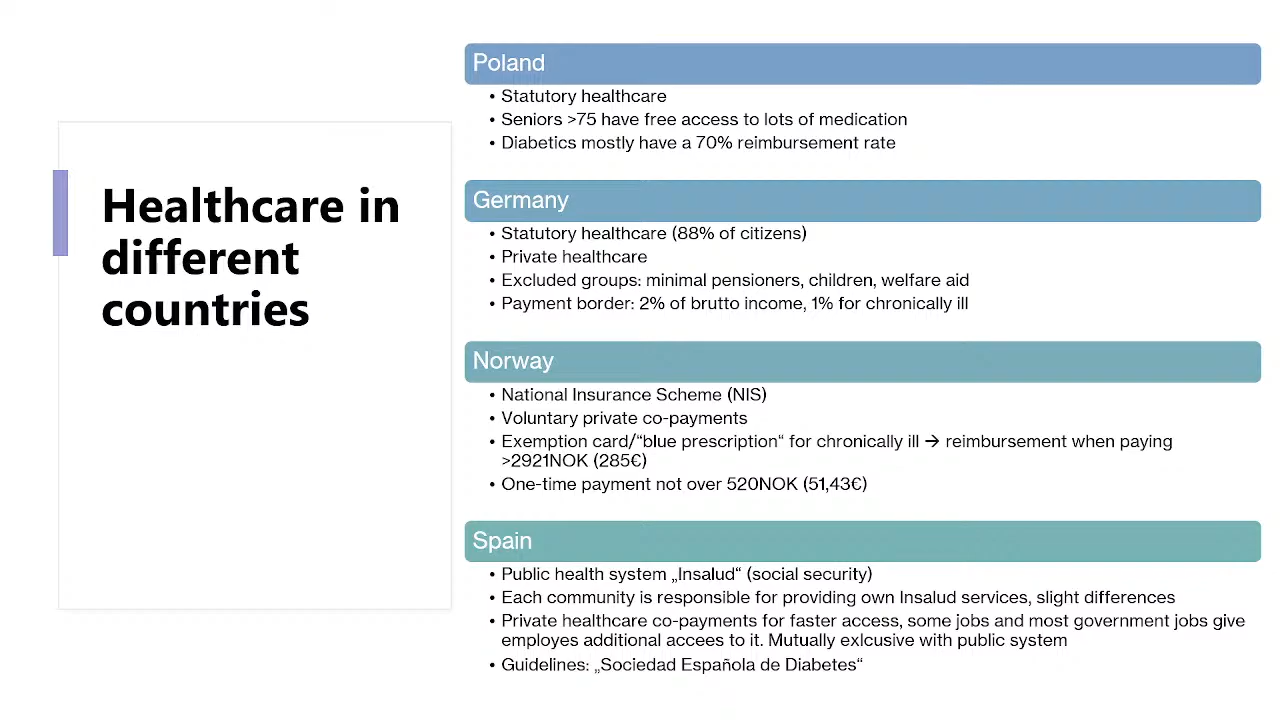 Healthcare in
different
countries
Poland
• Statutory healthcare
• Seniors >75 have free access to lots of medication
• Diabetics mostly have a 70% reimbursement rate
Germany
• Statutory healthcare (88% of citizens)
• Private healthcare
• Excluded groups: minimal pensioners, children, welfare aid
• Payment border: 2% of brutto income, 1% for chronically ill
Norway
• National Insurance Scheme (NIS)
• Voluntary private co-payments
• Exemption card/“blue prescription“ for chronically ill → reimbursement when paying
>2921NOK (285€)
• One-time payment not over 520NOK (51,43€)
Spain
• Public health system „Insalud“ (social security)
• Each community is responsible for providing own Insalud services, slight differences
• Private healthcare co-payments for faster access, some jobs and most government jobs give
employes additional accees to it. Mutually exlcusive with public system
• Guidelines: „Sociedad Española de Diabetes“